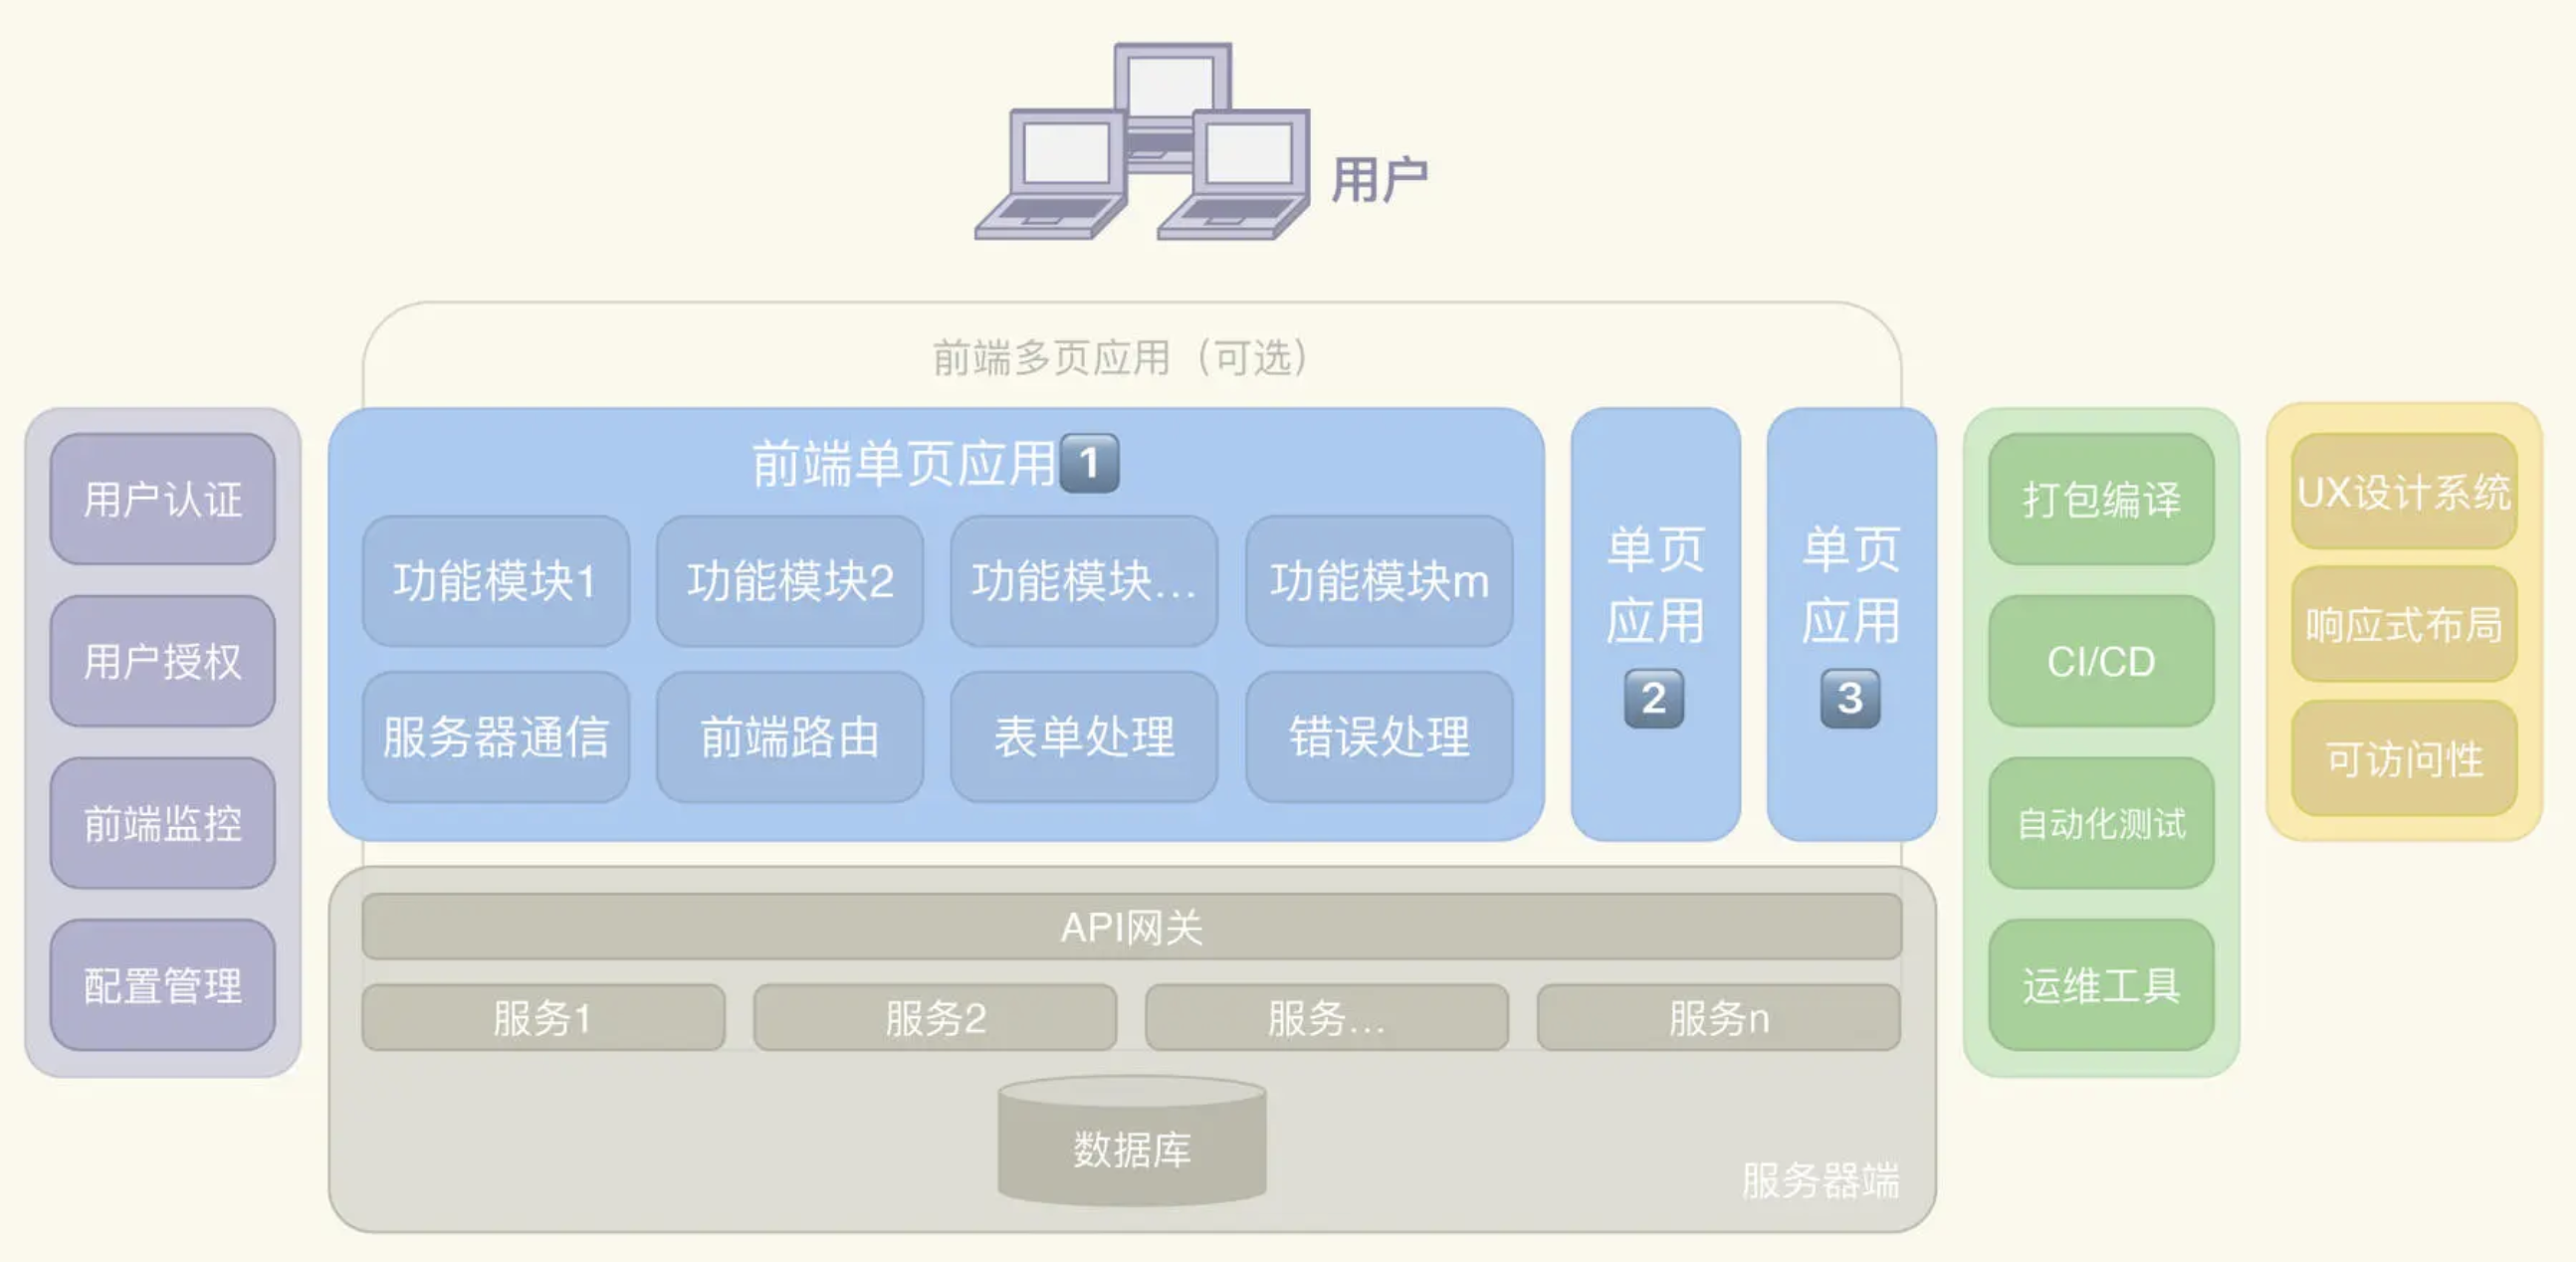 用户
前端多页应用（可选）
用户认证
用户授权
前端监控
配置管理
前端单页应用1
功能模块1
功能模块2
功能模块…
功能模块m
服务器通信
前端路由
表单处理
错误处理
单页
应用
2
单页
应用
3
打包编译
CI/CD
自动化测试
运维工具
UX设计系统
响应式布局
可访问性
API网关
服务1
服务2
服务…
服务n
数据库
服务器端